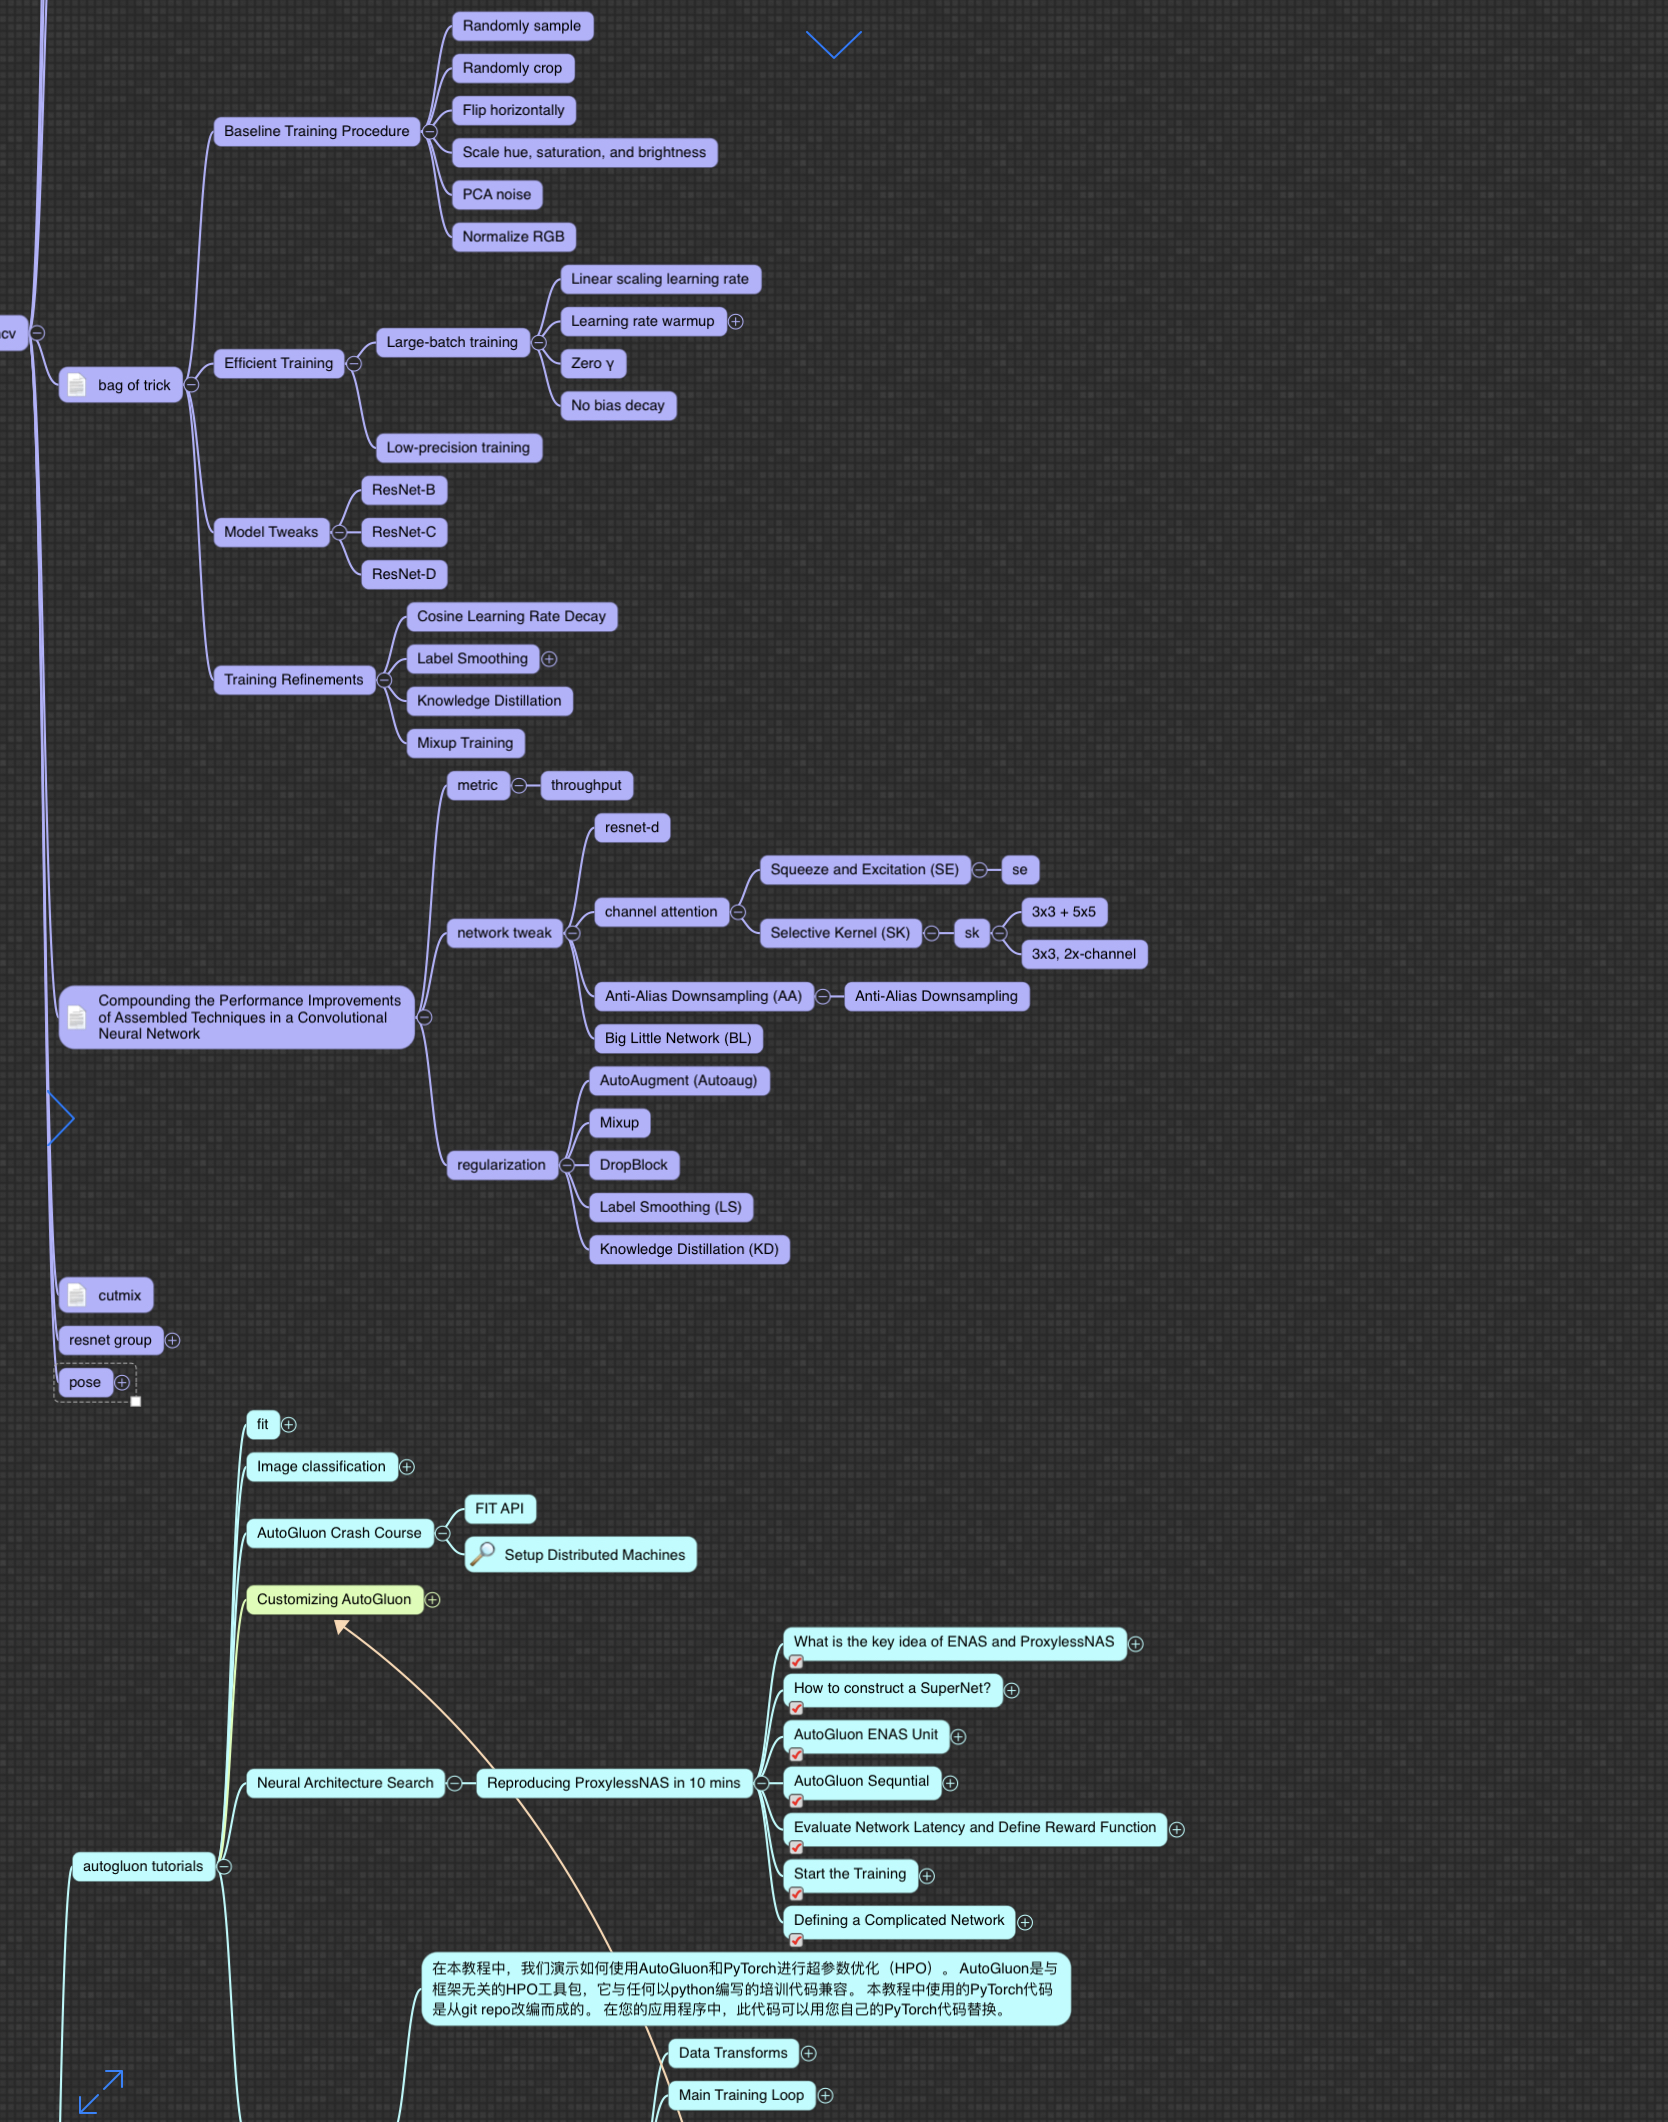 Randomly sample
Randomly crop
Flip horizontally
Baseline Training Procedure
Scale hue, saturation, and brightness
PCA noise
Normalize RGB
Linear scaling learning rate
Learning rate warmup
cv
Large-batch training
Efficient Training
Zero γ
bag of trick
No bias decay
Low-precision training
ResNet-B
Model Tweaks
ResNet-C
ResNet-D
Cosine Learning Rate Decay
Label Smoothing
Training Refinements
Knowledge Distillation
Mixup Training
metric
throughput
resnet-d
Squeeze and Excitation (SE)
se
channel attention
3x3 + 5x5
network tweak
Selective Kernel (SK)
sk
3x3, 2x-channel
Anti-Alias Downsampling (AA)
Anti-Alias Downsampling
Compounding the Performance Improvements
of Assembled Techniques in a Convolutional
Neural Network
Big Little Network (BL)
AutoAugment (Autoaug)
Mixup
regularization
DropBlock
Label Smoothing (LS)
Knowledge Distillation (KD)
cutmix
resnet group
pose
fit
Image classification
FIT API
AutoGluon Crash Course
Setup Distributed Machines
Customizing AutoGluon
What is the key idea of ENAS and ProxylessNAS
How to construct a SuperNet?
AutoGluon ENAS Unit
Neural Architecture Search
Reproducing ProxylessNAS in 10 mins
AutoGluon Sequntial
Evaluate Network Latency and Define Reward Function
autogluon tutorials
Start the Training
Defining a Complicated Network
在本教程中，我们演示如何使用AutoGluon和PyTorch进行超参数优化（HPO）。 AutoGluon是与
框架无关的HPO工具包，它与任何以python编写的培训代码兼容。 本教程中使用的PyTorch代码
是从git repo改编而成的。 在您的应用程序中，此代码可以用您自己的PyTorch代码替换。
Data Transforms
Main Training Loop